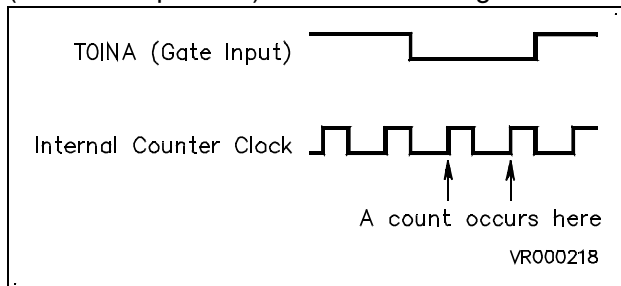 TOINA (Gate Input)
Internal Counter Clock
A count occurs here
VR000218